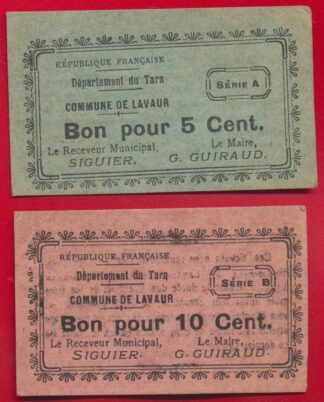 RÉPUBLIQUE FRANÇAISE
Département du Tarn
SÉRIE A
COMMUNE DE LAVAUR
Bon pour 5 Cent.
Le Receveur Municipal, Le Maire,
SIGUIER, G. GUIRAUD.
RÉPUBLIQUE FRANÇAISE
Département du Tarn
SÉRIE B
COMMUNE DE LAVAUR
Bon pour 10 Cent.
Le Receveur Municipal, Le Maire,
SIGUIER, G. GUIRAUD.